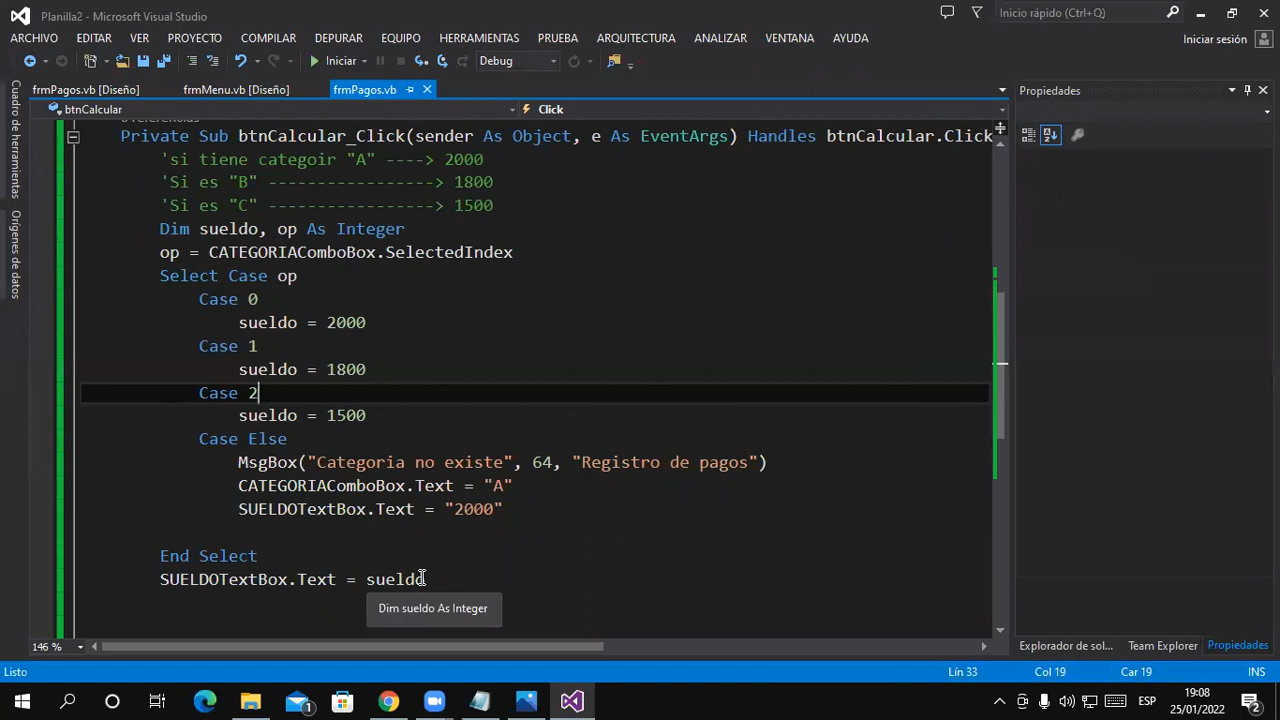 Planilla2 - Microsoft Visual Studio
Inicio rápido (Ctrl+Q)
ARCHIVO EDITAR VER PROYECTO COMPILAR DEPURAR EQUIPO HERRAMIENTAS PRUEBA ARQUITECTURA ANALIZAR VENTANA AYUDA
Iniciar sesión
Iniciar
Debug
frmPagos.vb [Diseño] frmMenu.vb [Diseño] frmPagos.vb
btnCalcular Click
Cuadro de herramientas
Orígenes de datos
Private Sub btnCalcular_Click(sender As Object, e As EventArgs) Handles btnCalcular.Click
'si tiene categoir "A" ----> 2000
'Si es "B" -----------------> 1800
'Si es "C" -----------------> 1500
Dim sueldo, op As Integer
op = CATEGORIAComboBox.SelectedIndex
Select Case op
Case 0
sueldo = 2000
Case 1
sueldo = 1800
Case 2
sueldo = 1500
Case Else
MsgBox("Categoria no existe", 64, "Registro de pagos")
CATEGORIAComboBox.Text = "A"
SUELDOTextBox.Text = "2000"
End Select
SUELDOTextBox.Text = sueldo
Dim sueldo As Integer
146 %
Propiedades
Explorador de sol... Team Explorer Propiedades
Listo Lín 33 Col 19 Car 19 INS
1
ESP
19:08
25/01/2022
2